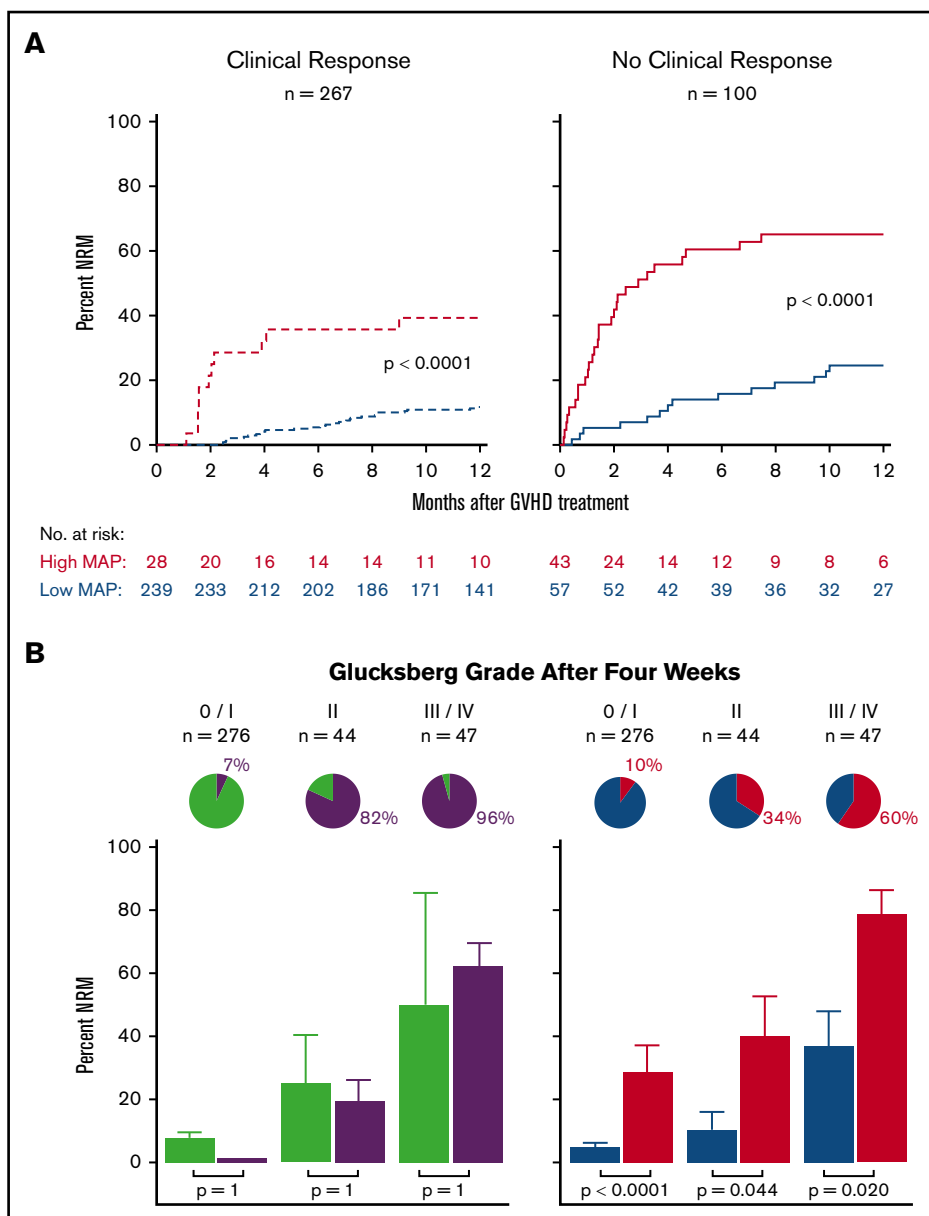 A
Clinical Response
n = 267
No Clinical Response
n = 100
Percent NRM
100
80
60
40
20
0
p < 0.0001
p < 0.0001
0 2 4 6 8 10 12
0 2 4 6 8 10 12
Months after GVHD treatment
No. at risk:
High MAP: 28 20 16 14 14 11 10 43 24 14 12 9 8 6
Low MAP: 239 233 212 202 186 171 141 57 52 42 39 36 32 27
B
Glucksberg Grade After Four Weeks
0 / I II III / IV 0 / I II III / IV
n = 276 n = 44 n = 47 n = 276 n = 44 n = 47
7% 82% 96% 10% 34% 60%
Percent NRM
100
80
60
40
20
0
p = 1 p = 1 p = 1 p < 0.0001 p = 0.044 p = 0.020